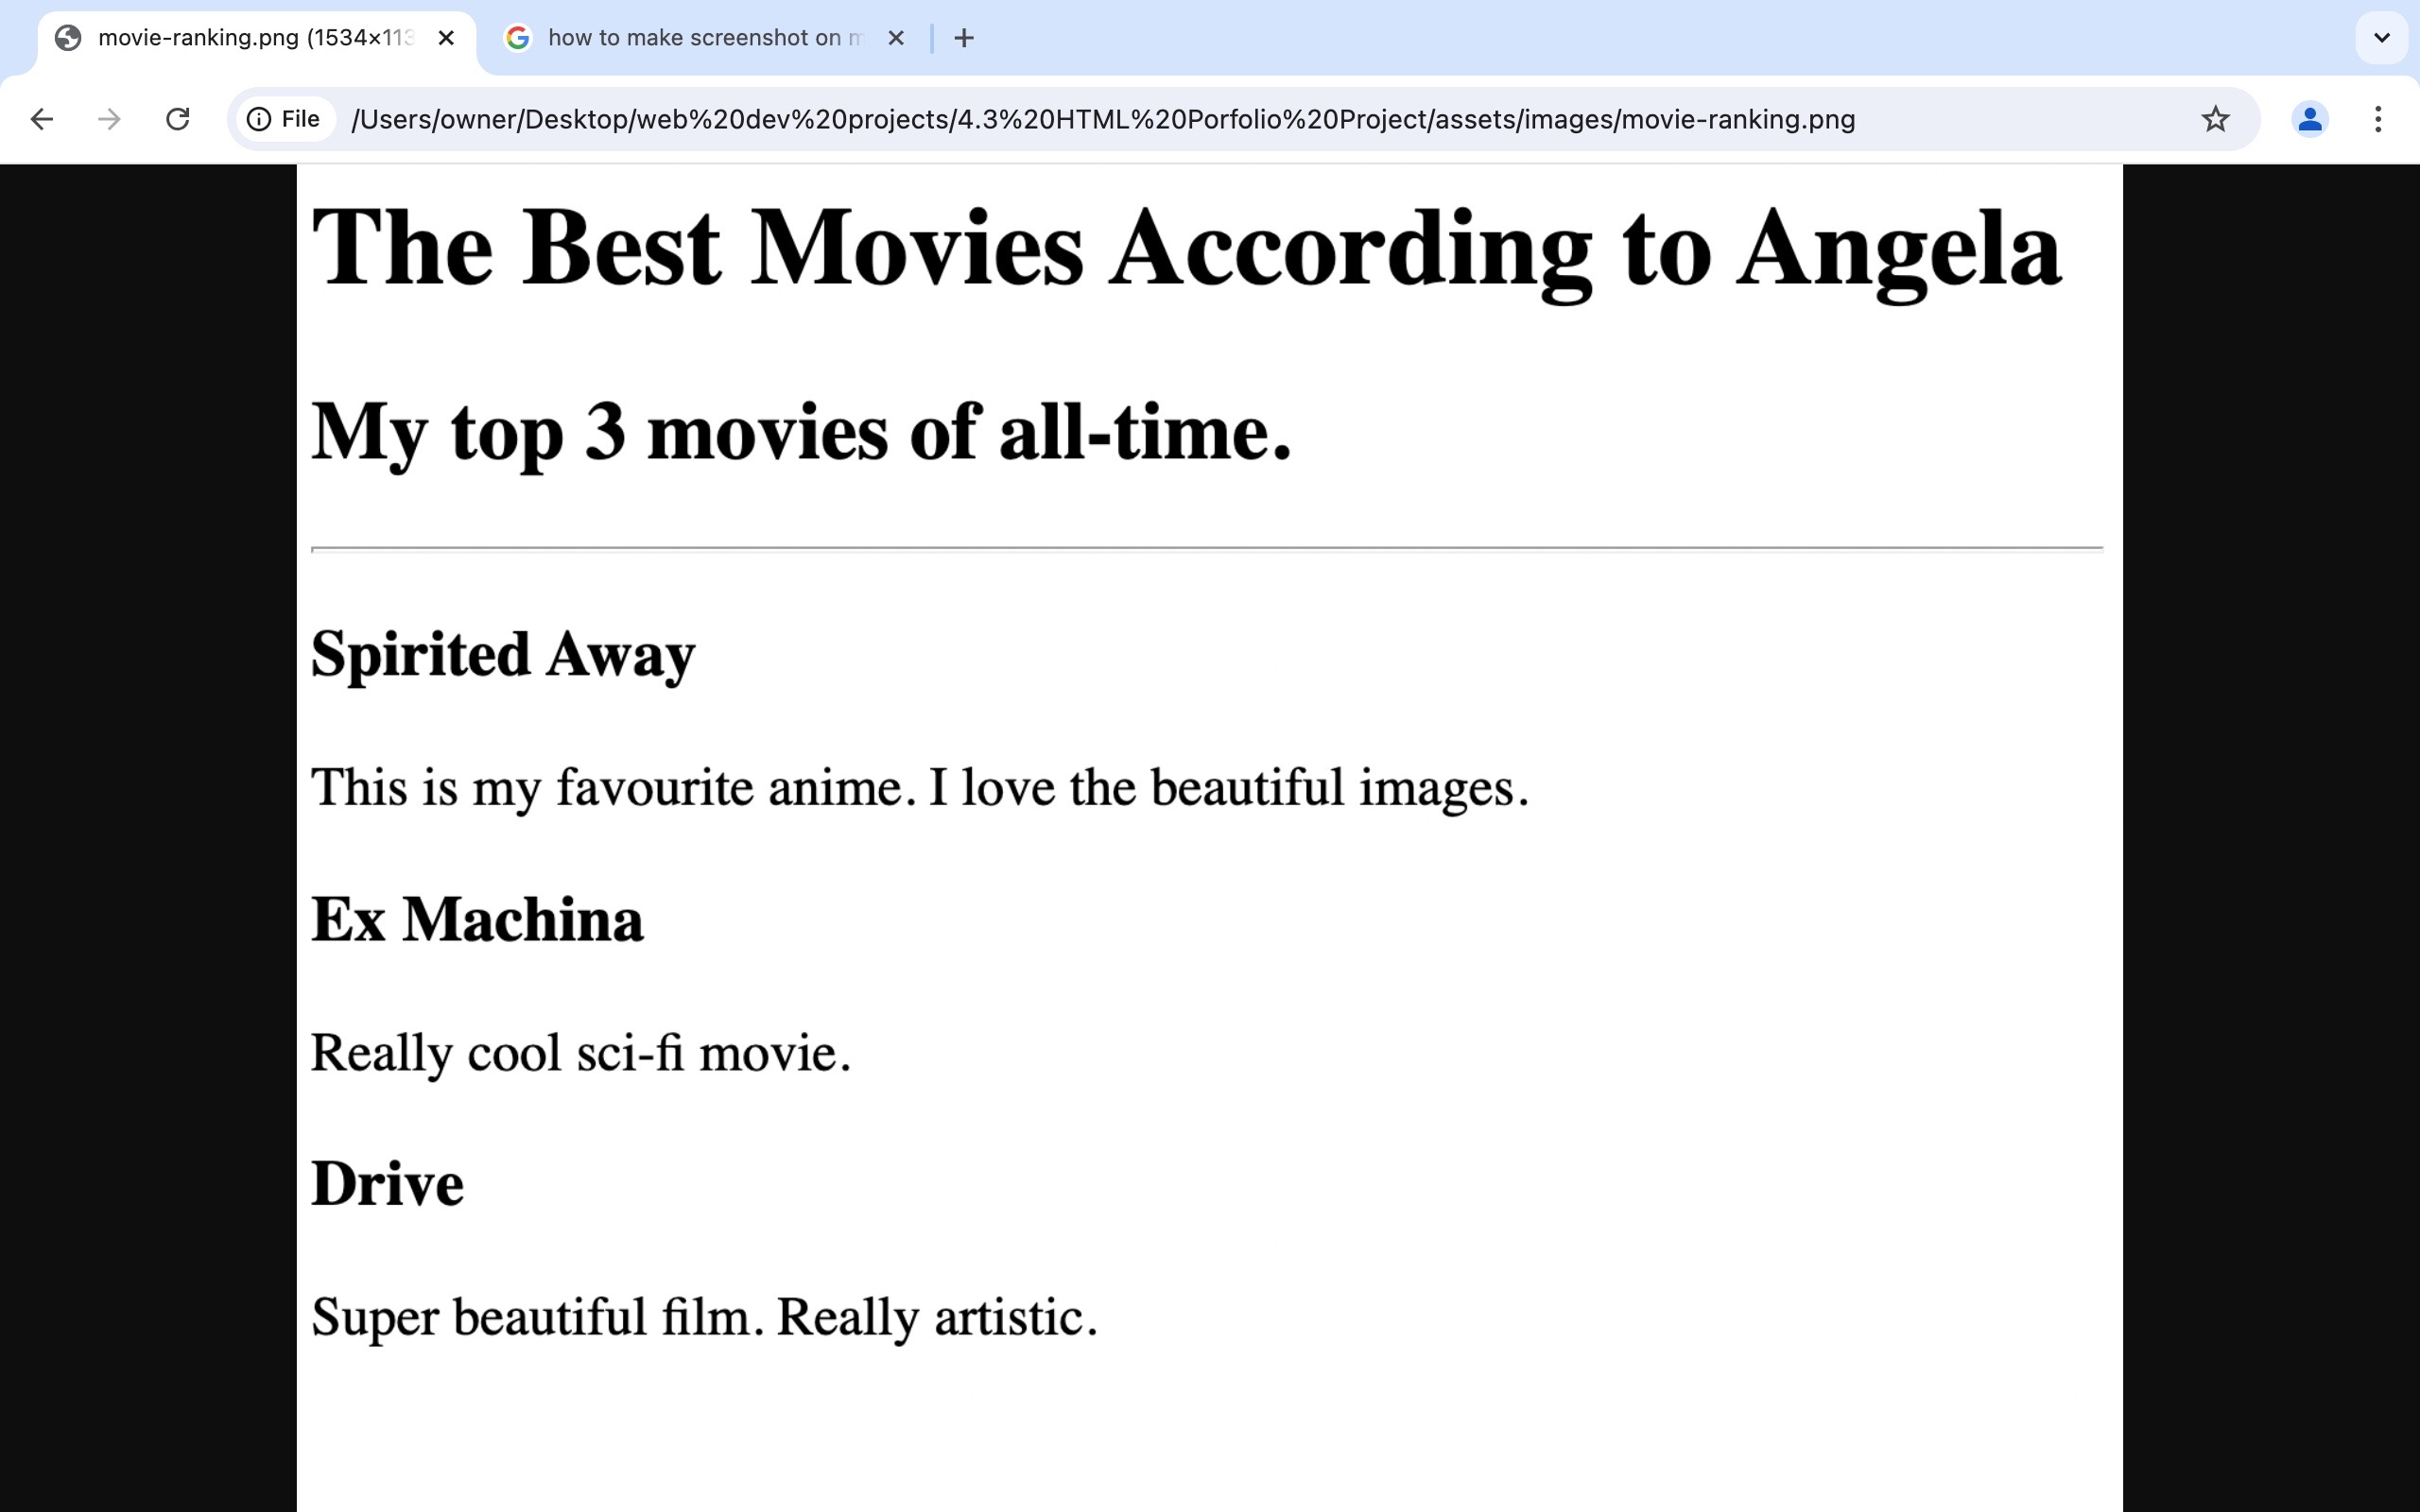 movie-ranking.png (1534×113
how to make screenshot on m
File /Users/owner/Desktop/web%20dev%20projects/4.3%20HTML%20Porfolio%20Project/assets/images/movie-ranking.png
The Best Movies According to Angela
My top 3 movies of all-time.
Spirited Away
This is my favourite anime. I love the beautiful images.
Ex Machina
Really cool sci-fi movie.
Drive
Super beautiful film. Really artistic.